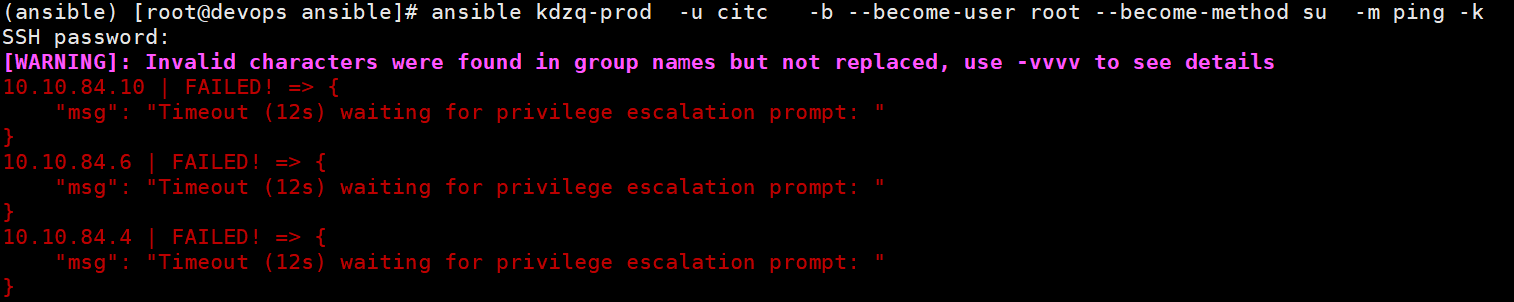 (ansible) [root@devops ansible]# ansible kdzq-prod  -u citc   -b --become-user root --become-method su  -m ping -k
SSH password:
[WARNING]: Invalid characters were found in group names but not replaced, use -vvvv to see details
10.10.84.10 | FAILED! => {
    "msg": "Timeout (12s) waiting for privilege escalation prompt: "
}
10.10.84.6 | FAILED! => {
    "msg": "Timeout (12s) waiting for privilege escalation prompt: "
}
10.10.84.4 | FAILED! => {
    "msg": "Timeout (12s) waiting for privilege escalation prompt: "
}